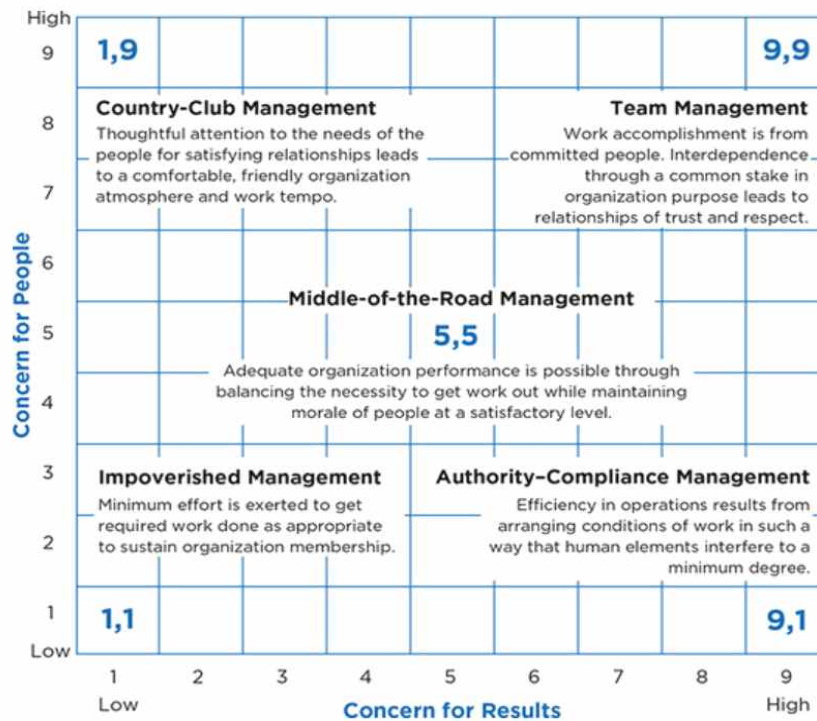 High
9
1,9
9,9
Country-Club Management
Thoughtful attention to the needs of the
people for satisfying relationships leads
to a comfortable, friendly organization
atmosphere and work tempo.
Team Management
Work accomplishment is from
committed people. Interdependence
through a common stake in
organization purpose leads to
relationships of trust and respect.
8
7
6
Concern for People
Middle-of-the-Road Management
5
5,5
Adequate organization performance is possible through
balancing the necessity to get work out while maintaining
morale of people at a satisfactory level.
4
3
Impoverished Management
Minimum effort is exerted to get
required work done as appropriate
to sustain organization membership.
Authority–Compliance Management
Efficiency in operations results from
arranging conditions of work in such a
way that human elements interfere to a
minimum degree.
2
1
1,1
9,1
Low
1 2 3 4 5 6 7 8 9
Low
High
Concern for Results